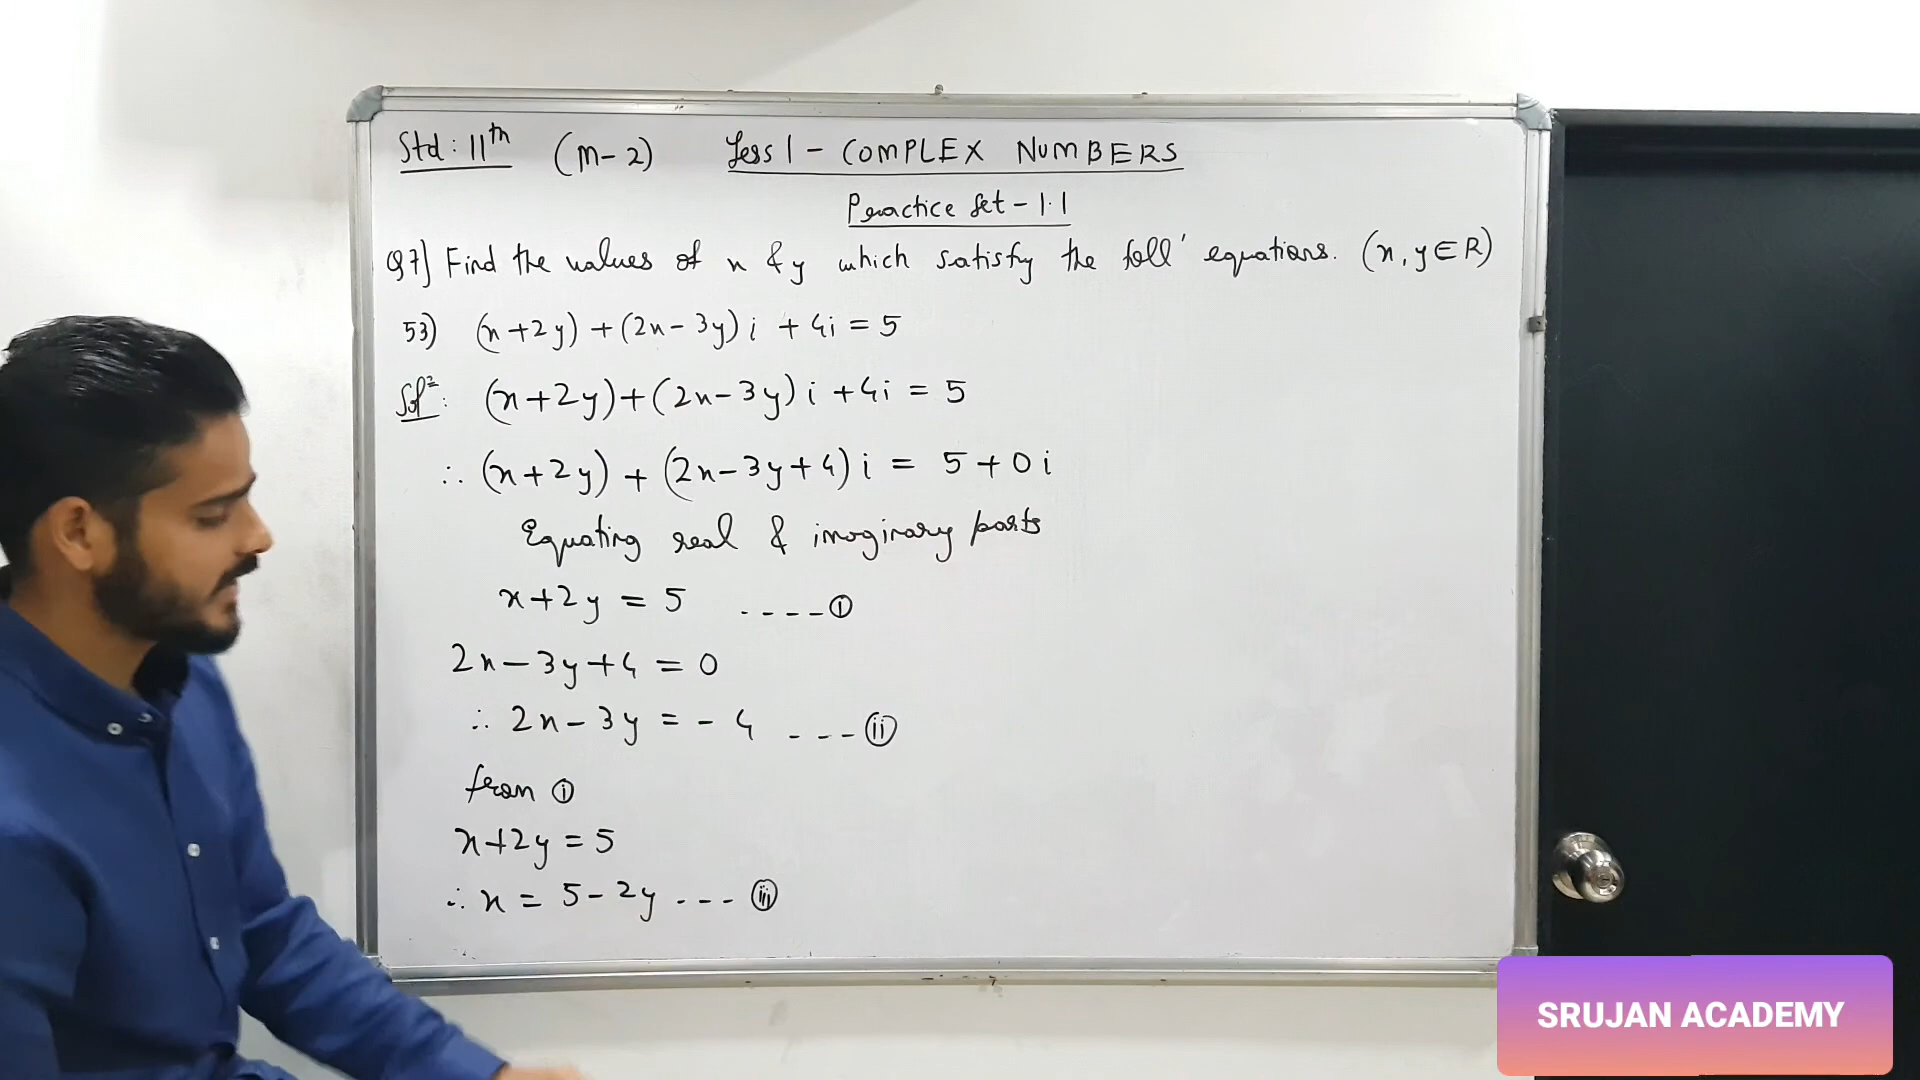 Std: 11th (M-2) Less 1 - COMPLEX NUMBERS
Practice Set - 1.1
Q7] Find the values of x & y which satisfy the foll' equations. (x, y ∈ R)
53) (x+2y)+(2x-3y)i +4i = 5
Solⁿ: (x+2y)+(2x-3y)i+4i = 5
∴ (x+2y)+(2x-3y+4)i = 5+0i
Equating real & imaginary parts
x+2y = 5 ----①
2x-3y+4 = 0
∴ 2x-3y = -4 ---ⓘⓘ
from ①
x+2y = 5
∴ x = 5-2y --- ⓘⓘⓘ
SRUJAN ACADEMY